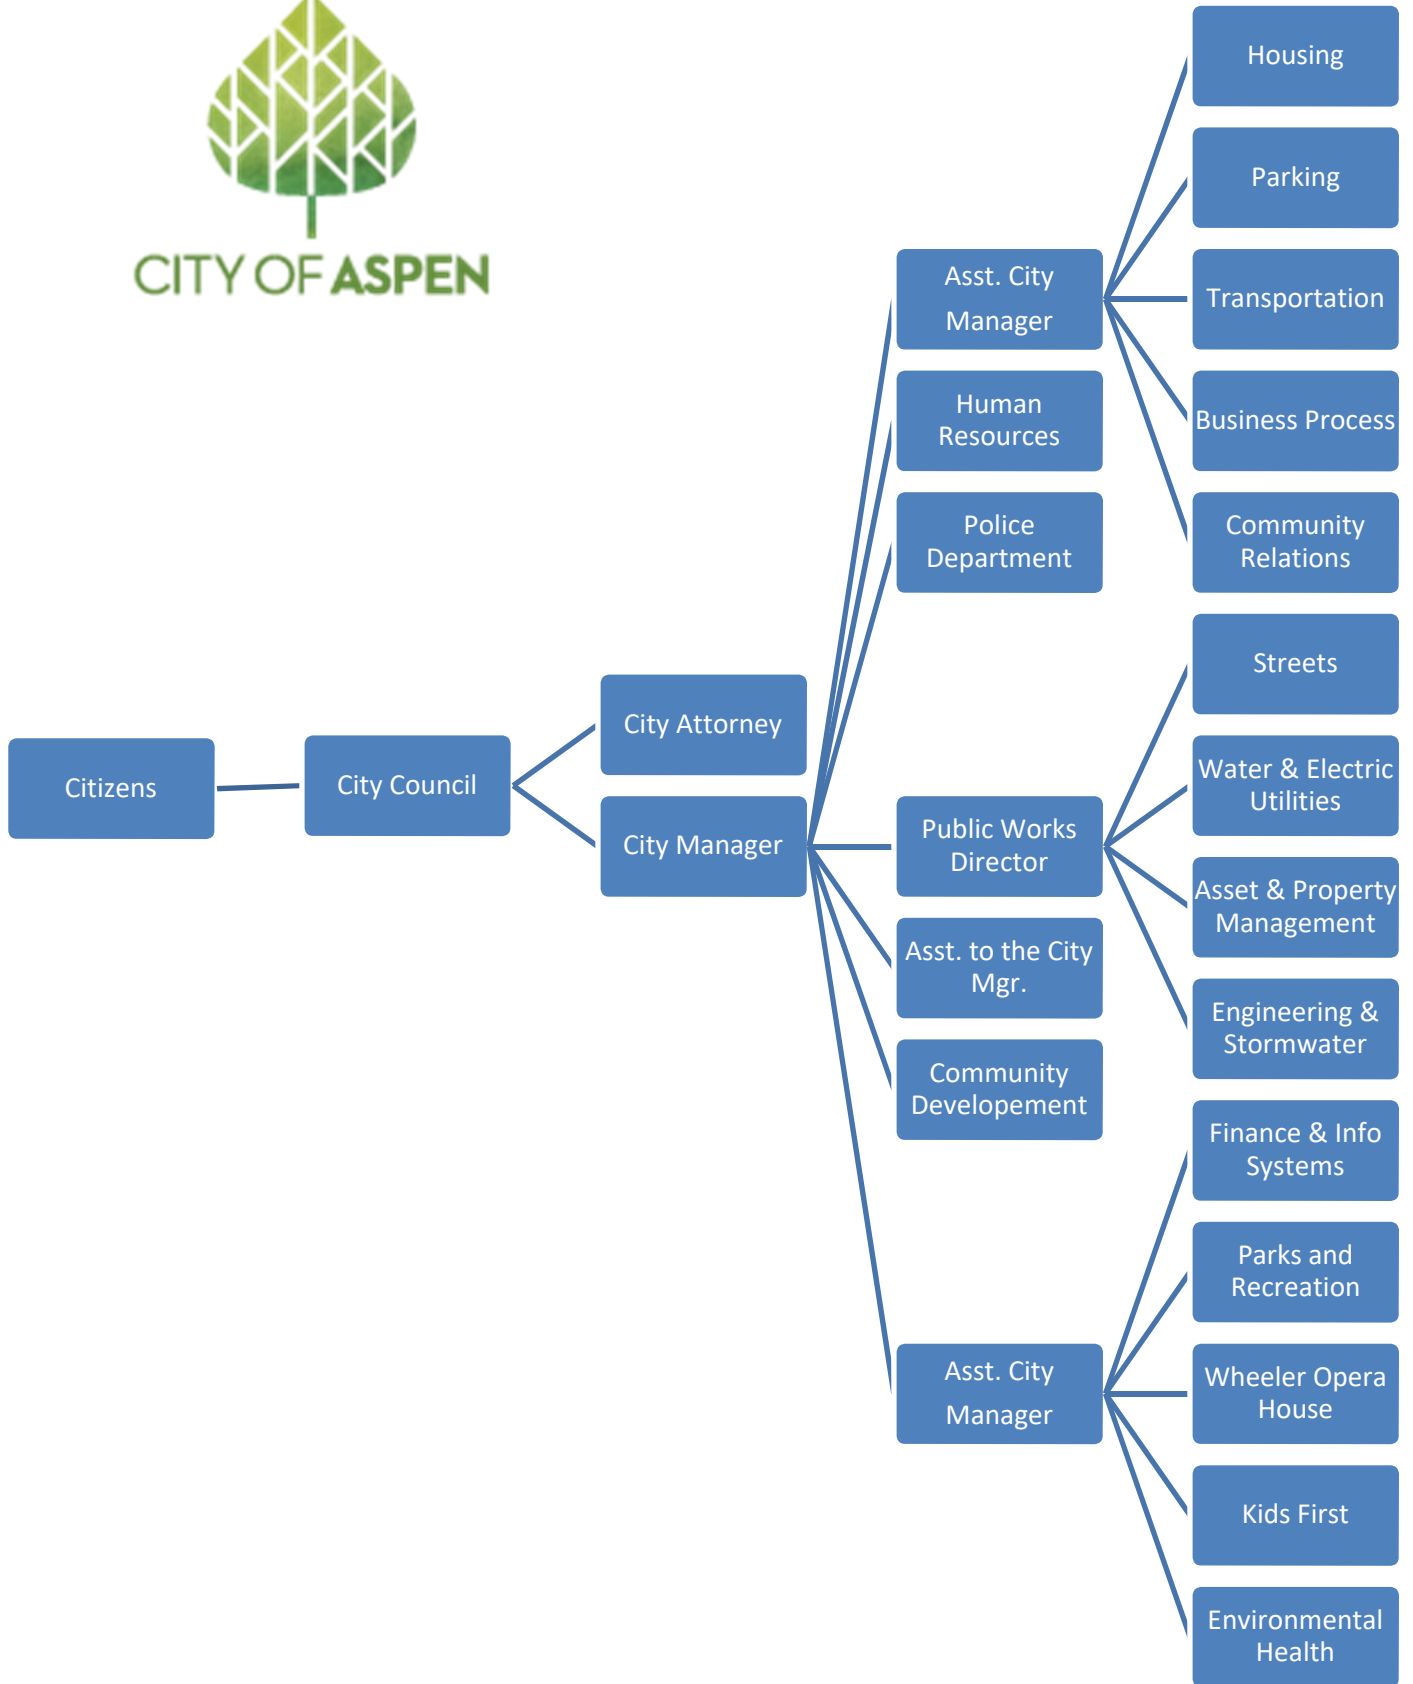 CITY OF ASPEN
Citizens
City Council
City Attorney
City Manager
Asst. City
Manager
Human
Resources
Police
Department
Public Works
Director
Asst. to the City
Mgr.
Community
Developement
Asst. City
Manager
Housing
Parking
Transportation
Business Process
Community
Relations
Streets
Water & Electric
Utilities
Asset & Property
Management
Engineering &
Stormwater
Finance & Info
Systems
Parks and
Recreation
Wheeler Opera
House
Kids First
Environmental
Health